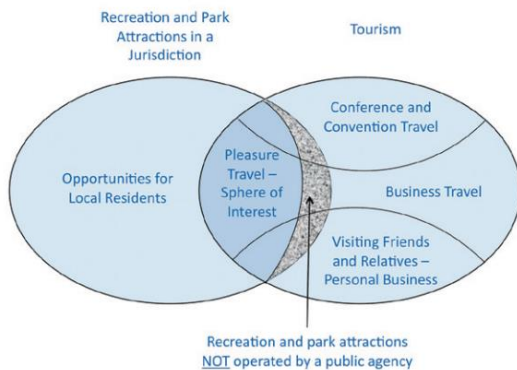 Recreation and Park
Attractions in a
Jurisdiction
Tourism
Conference and
Convention Travel
Pleasure
Travel –
Sphere of
Interest
Opportunities for
Local Residents
Business Travel
Visiting Friends
and Relatives –
Personal Business
Recreation and park attractions
NOT operated by a public agency